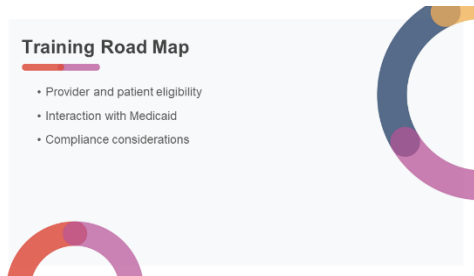 Training Road Map
• Provider and patient eligibility
• Interaction with Medicaid
• Compliance considerations